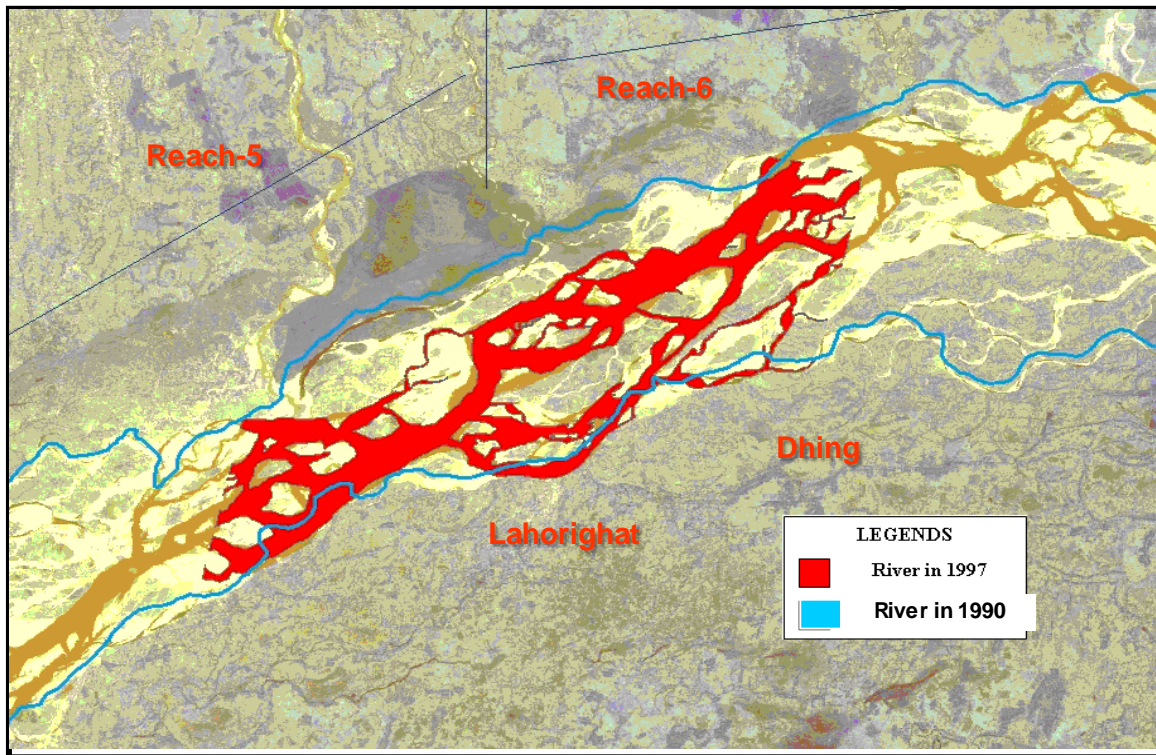 Reach-6
Reach-5
Dhing
Lahorighat
LEGENDS
River in 1997
River in 1990